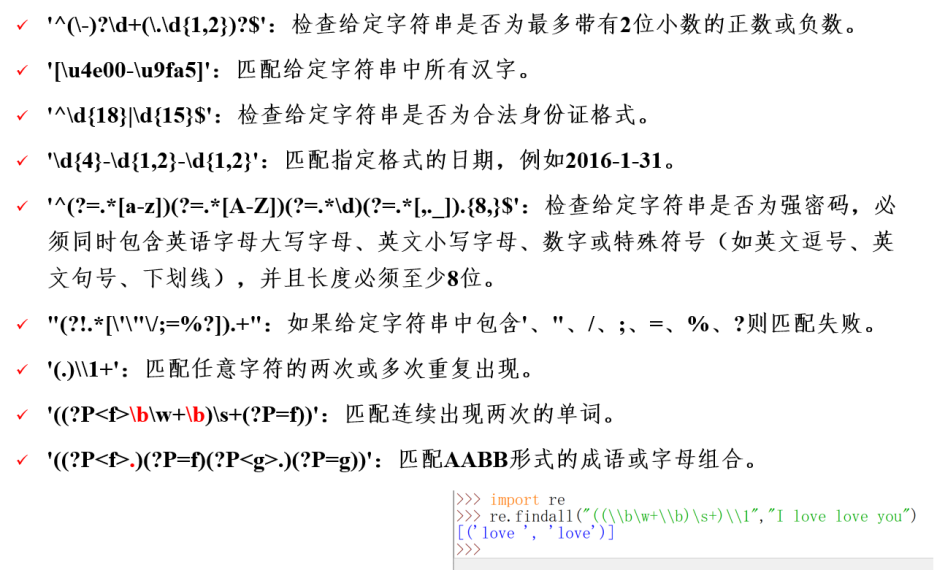 '^(\-)?\d+(\.\d{1,2})?$'：检查给定字符串是否为最多带有2位小数的正数或负数。
'[\u4e00-\u9fa5]'：匹配给定字符串中所有汉字。
'^\d{18}|\d{15}$'：检查给定字符串是否为合法身份证格式。
'\d{4}-\d{1,2}-\d{1,2}'：匹配指定格式的日期，例如2016-1-31。
'^(?=.*[a-z])(?=.*[A-Z])(?=.*\d)(?=.*[,._]).{8,}$'：检查给定字符串是否为强密码，必
须同时包含英语字母大写字母、英文小写字母、数字或特殊符号（如英文逗号、英
文句号、下划线），并且长度必须至少8位。
"(?!.*[\'\"\/;=%?]).+"：如果给定字符串中包含'、"、/、;、=、%、?则匹配失败。
'(.)\\1+'：匹配任意字符的两次或多次重复出现。
'((?P<f>\b\w+\b)\s+(?P=f))'：匹配连续出现两次的单词。
'((?P<f>.)(?P=f)(?P<g>.)(?P=g))'：匹配AABB形式的成语或字母组合。
>>> import re
>>> re.findall("((\\b\w+\\b)\s+)\\1","I love love you")
[('love ', 'love')]
>>>